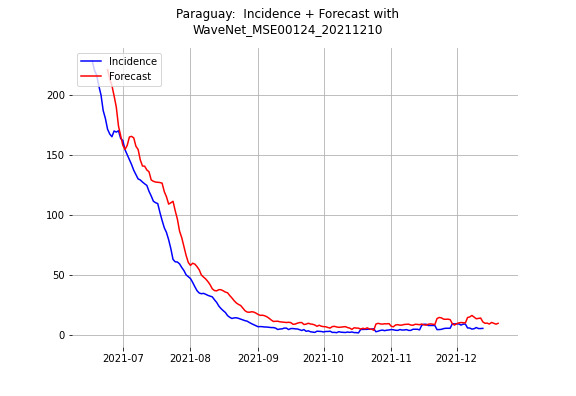 Paraguay:  Incidence + Forecast with
WaveNet_MSE00124_20211210
Incidence
Forecast
200
150
100
50
0
2021-07
2021-08
2021-09
2021-10
2021-11
2021-12